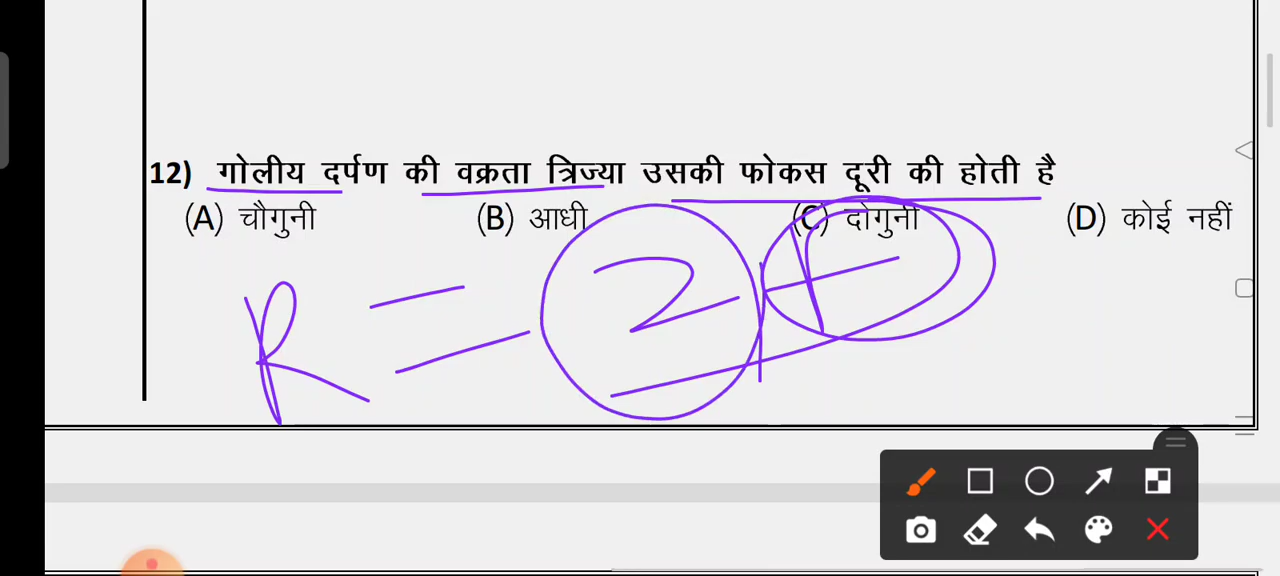 12) गोलीय दर्पण की वक्रता त्रिज्या उसकी फोकस दूरी की होती है
(A) चौगुनी (B) आधी (C) दोगुनी (D) कोई नहीं
R = 2f